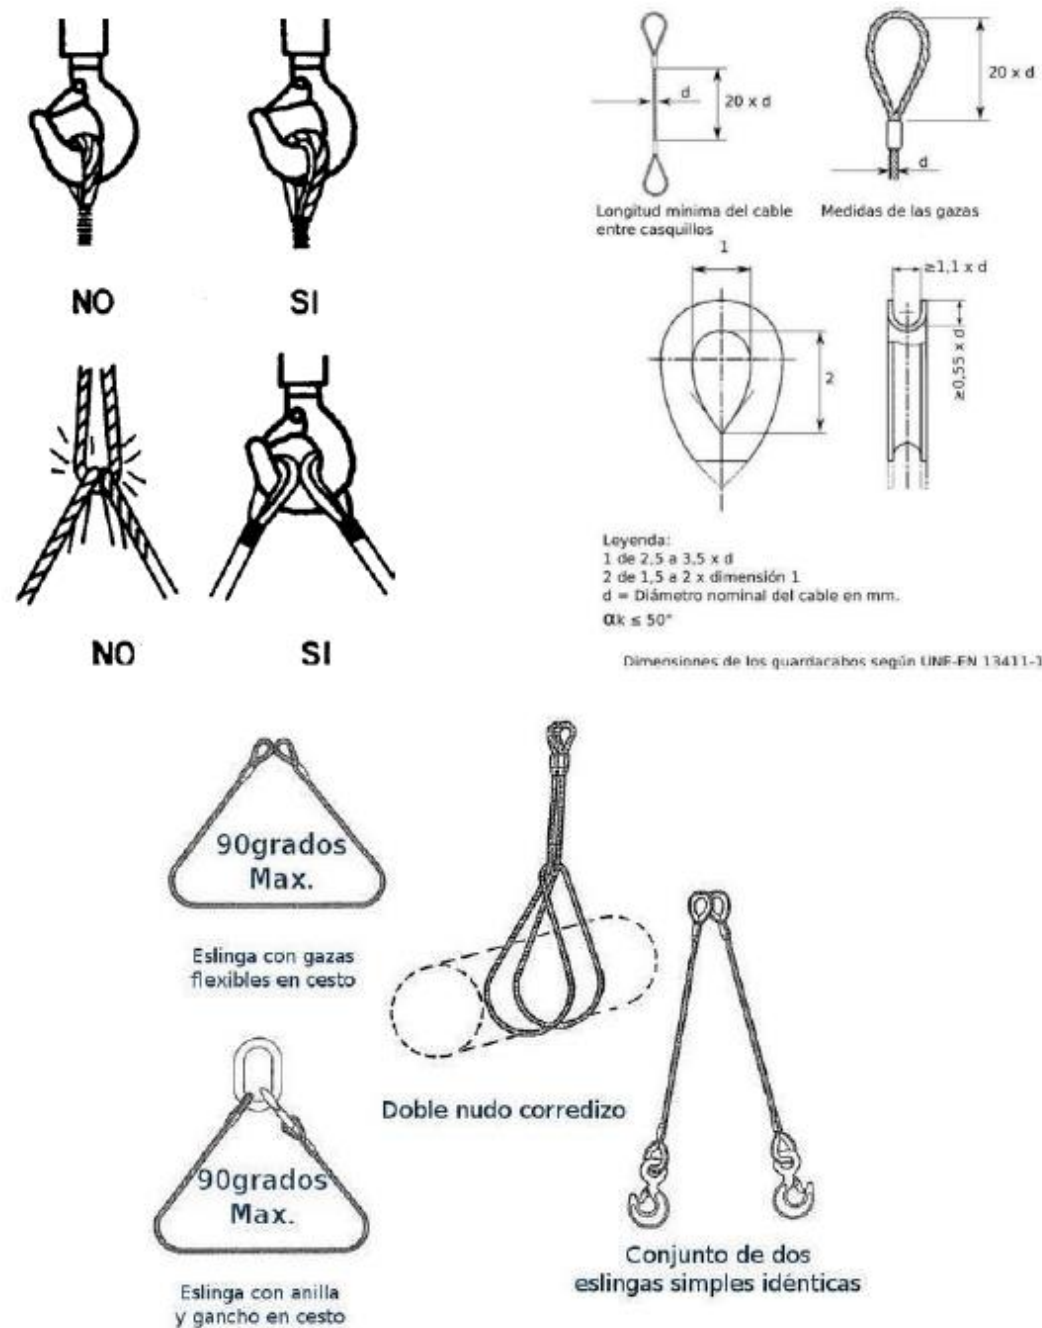 NO
SI
NO
SI
d
20 x d
Longitud mínima del cable
entre casquillos
20 x d
d
Medidas de las gazas
1
2
≥1,1 x d
≥0,55 x d
Leyenda:
1 de 2,5 a 3,5 x d
2 de 1,5 a 2 x dimensión 1
d = Diámetro nominal del cable en mm.
αk ≤ 50°
Dimensiones de los guardacabos según UNE-EN 13411-1
90grados
Max.
Eslinga con gazas
flexibles en cesto
Doble nudo corredizo
90grados
Max.
Eslinga con anilla
y gancho en cesto
Conjunto de dos
eslingas simples idénticas